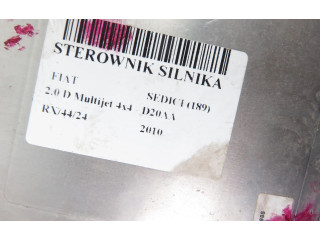 STEROWNIK SILNIKA
FIAT SEDICI (189)
2.0 D Multijet 4x4 D20AA
RX/44/24 2010